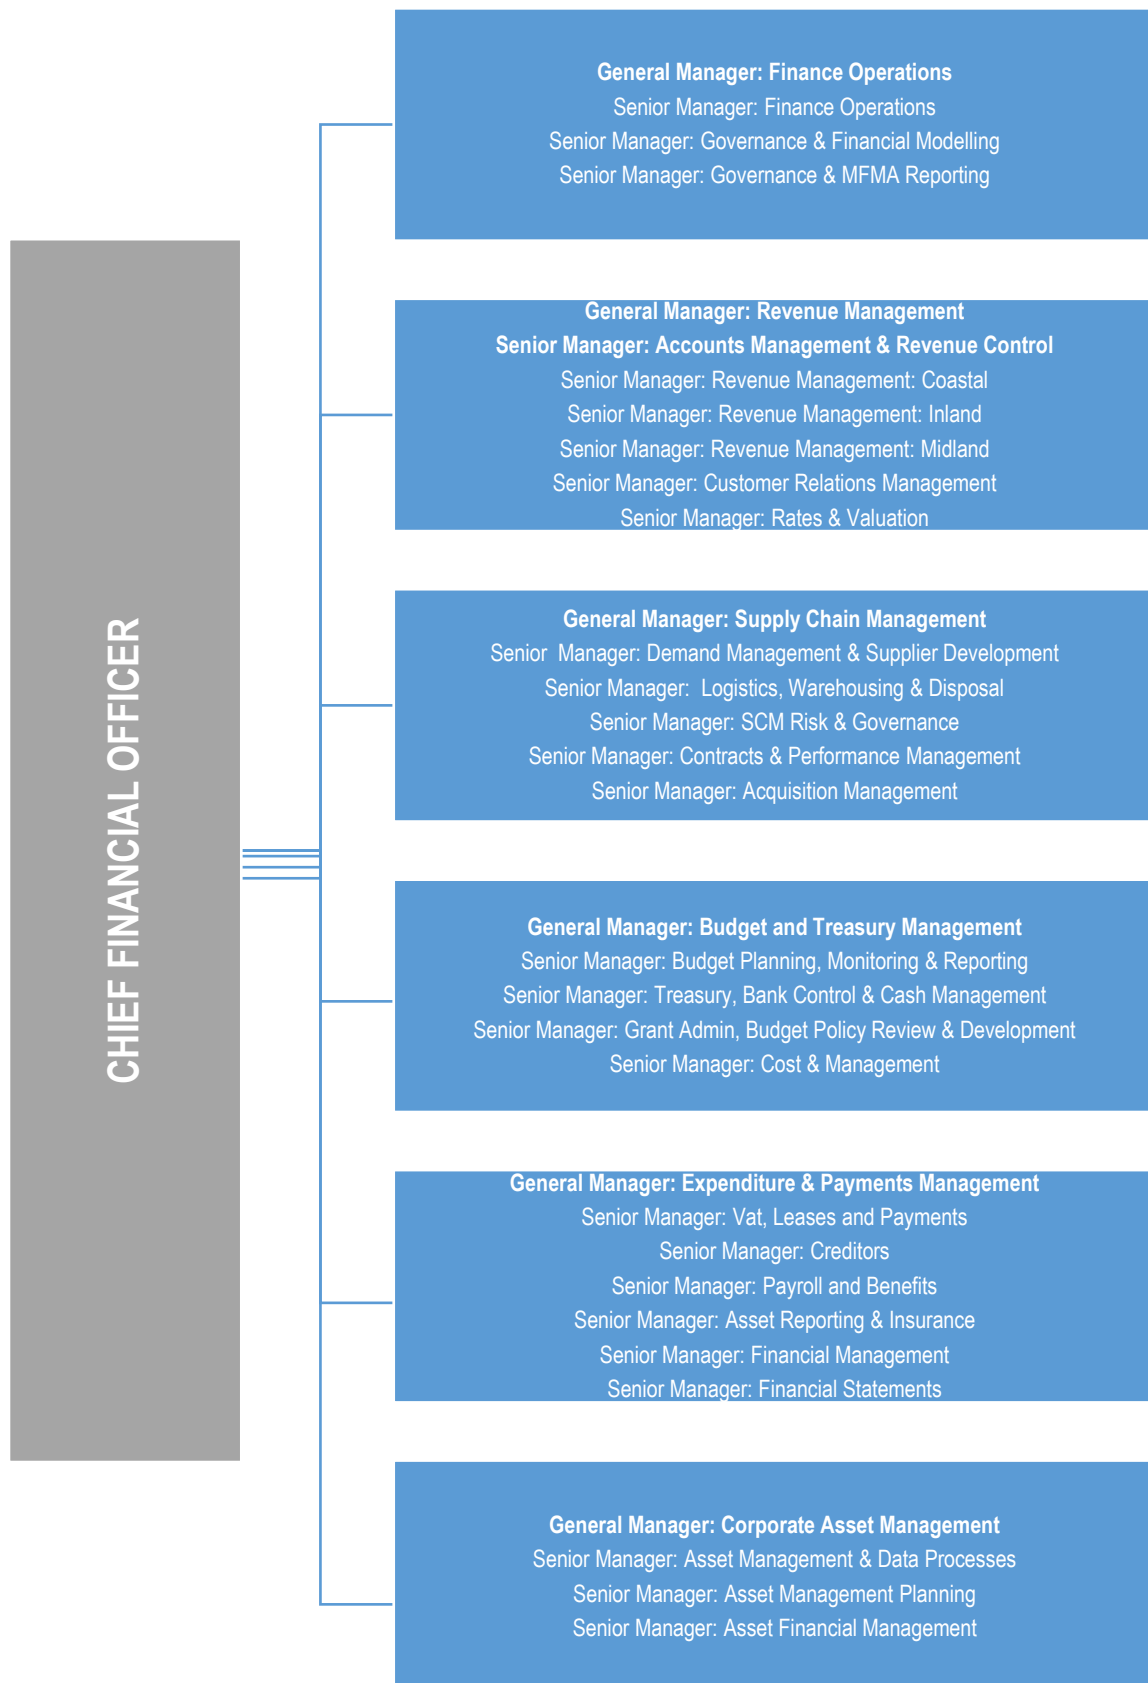 CHIEF FINANCIAL OFFICER
General Manager: Finance Operations
Senior Manager: Finance Operations
Senior Manager: Governance & Financial Modelling
Senior Manager: Governance & MFMA Reporting
General Manager: Revenue Management
Senior Manager: Accounts Management & Revenue Control
Senior Manager: Revenue Management: Coastal
Senior Manager: Revenue Management: Inland
Senior Manager: Revenue Management: Midland
Senior Manager: Customer Relations Management
Senior Manager: Rates & Valuation
General Manager: Supply Chain Management
Senior  Manager: Demand Management & Supplier Development
Senior Manager:  Logistics, Warehousing & Disposal
Senior Manager: SCM Risk & Governance
Senior Manager: Contracts & Performance Management
Senior Manager: Acquisition Management
General Manager: Budget and Treasury Management
Senior Manager: Budget Planning, Monitoring & Reporting
Senior Manager: Treasury, Bank Control & Cash Management
Senior Manager: Grant Admin, Budget Policy Review & Development
Senior Manager: Cost & Management
General Manager: Expenditure & Payments Management
Senior Manager: Vat, Leases and Payments
Senior Manager: Creditors
Senior Manager: Payroll and Benefits
Senior Manager: Asset Reporting & Insurance
Senior Manager: Financial Management
Senior Manager: Financial Statements
General Manager: Corporate Asset Management
Senior Manager: Asset Management & Data Processes
Senior Manager: Asset Management Planning
Senior Manager: Asset Financial Management